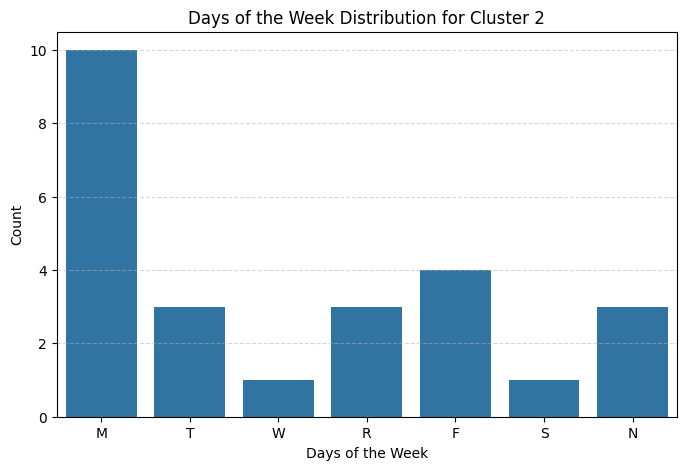 Days of the Week Distribution for Cluster 2
10
8
6
4
2
0
Count
M T W R F S N
Days of the Week